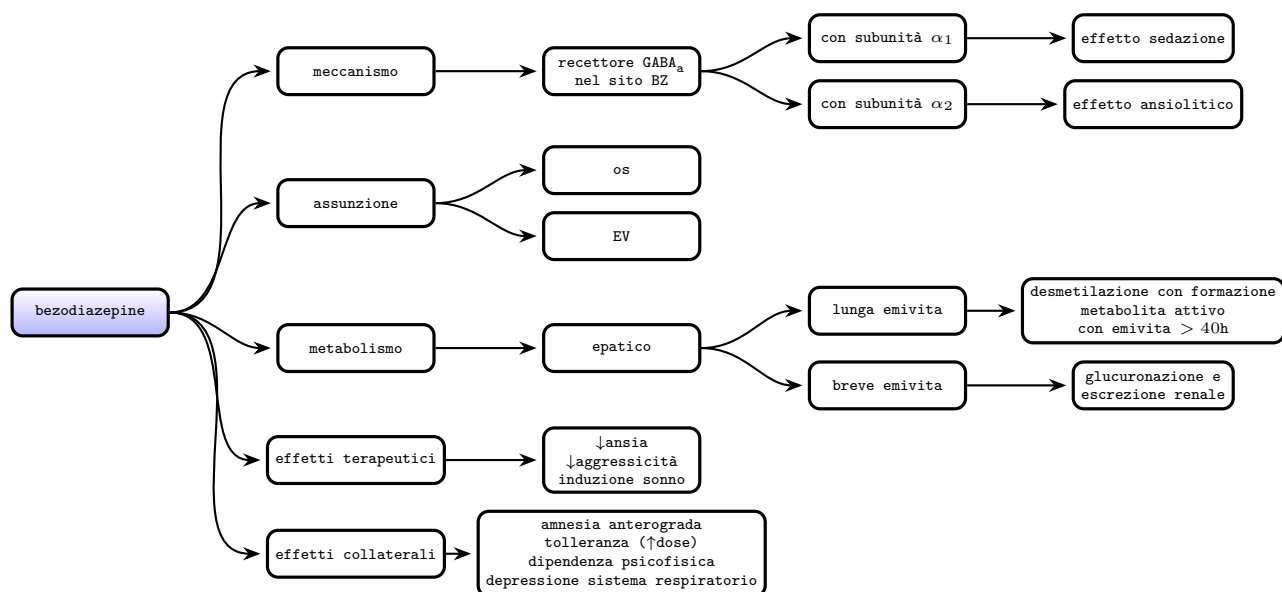 con subunità α1
effetto sedazione
meccanismo
recettore GABAa
nel sito BZ
con subunità α2
effetto ansiolitico
os
assunzione
EV
bezodiazepine
lunga emivita
desmetilazione con formazione
metabolita attivo
con emivita > 40h
metabolismo
epatico
breve emivita
glucuronazione e
escrezione renale
effetti terapeutici
↓ansia
↓aggressicità
induzione sonno
effetti collaterali
amnesia anterograda
tolleranza (↑dose)
dipendenza psicofisica
depressione sistema respiratorio